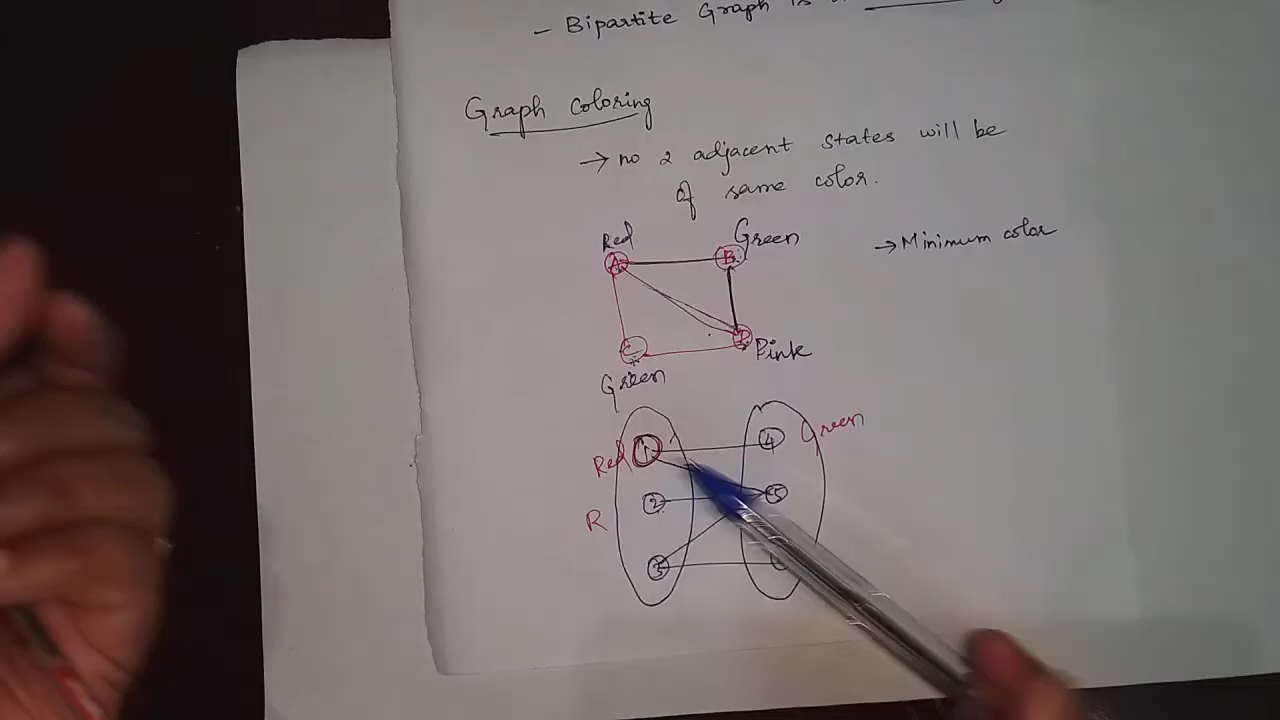 - Bipartite Graph is
Graph coloring
→ no 2 adjacent states will be
of same color.
Red
Green
→ Minimum color
A
B
C
D
Pink
Green
Red
1
4
Green
2
5
R
3